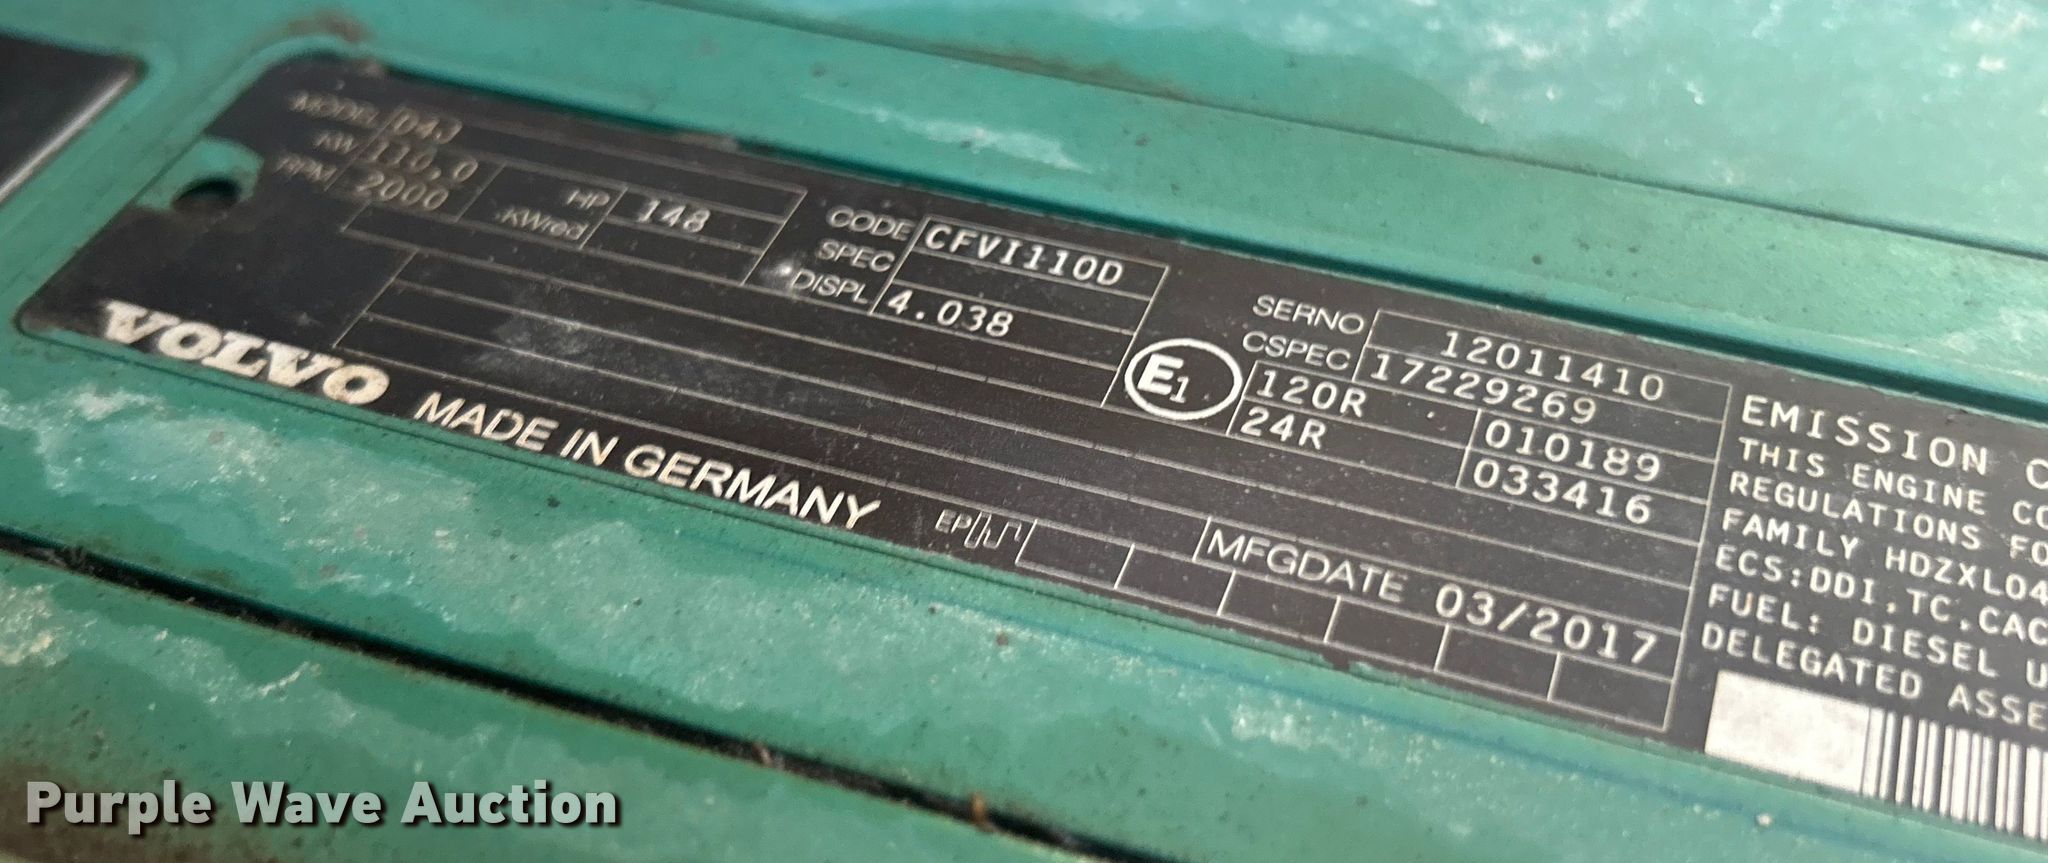 MODEL D4J
KW 110,0 HP 148
RPM 2000 KWred
CODE CFVI110D
SPEC
DISPL 4.038
E1
SERNO 12011410
CSPEC 17229269
120R 010189
24R 033416
VOLVO MADE IN GERMANY
EP
MFGDATE 03/2017
EMISSION C
THIS ENGINE CO
REGULATIONS FO
FAMILY HDZXL04
ECS:DDI,TC,CAC
FUEL: DIESEL U
DELEGATED ASSE
Purple Wave Auction